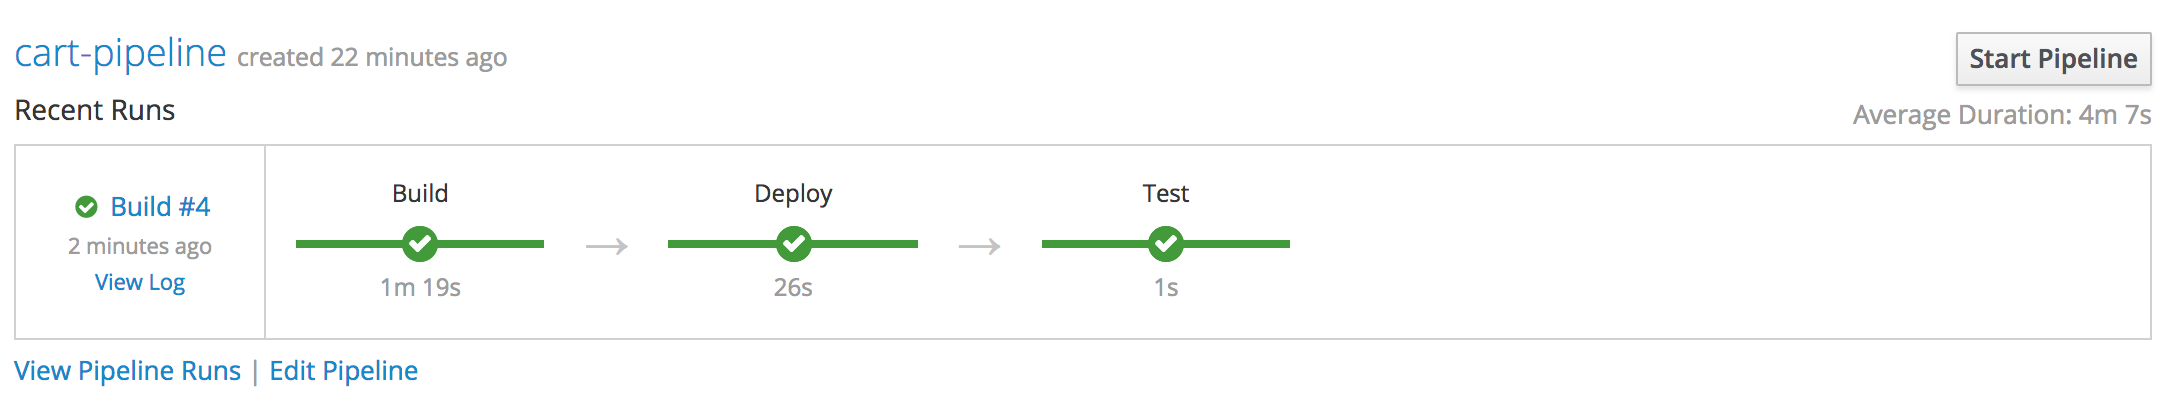 cart-pipeline created 22 minutes ago
Start Pipeline
Recent Runs
Average Duration: 4m 7s
Build #4
2 minutes ago
View Log
Build
1m 19s
→
Deploy
26s
→
Test
1s
View Pipeline Runs | Edit Pipeline